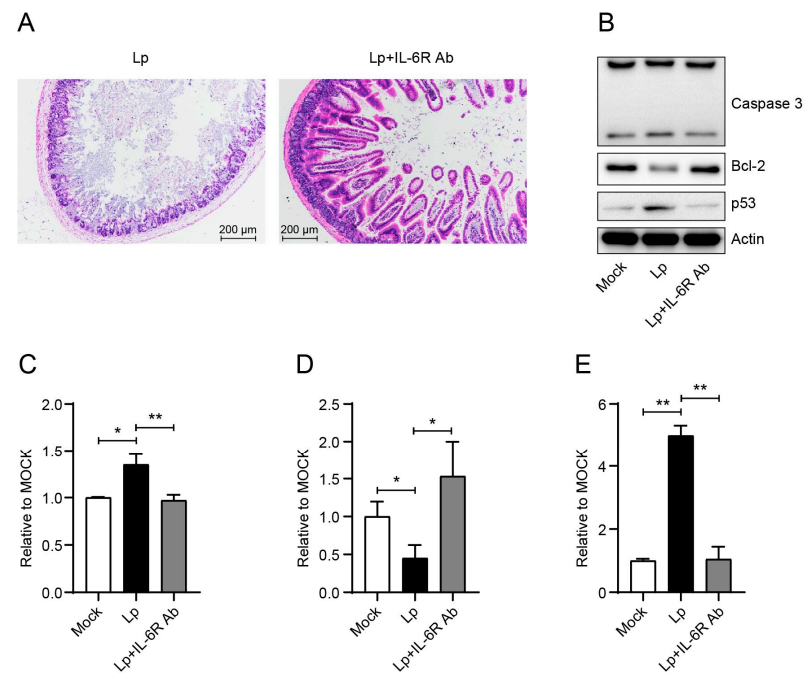 A
B
Lp
Lp+IL-6R Ab
200 µm
200 µm
Caspase 3
Bcl-2
p53
Actin
Mock
Lp
Lp+IL-6R Ab
C
D
E
Relative to MOCK
2.0
1.5
1.0
0.5
0.0
*
**
Mock
Lp
Lp+IL-6R Ab
Relative to MOCK
2.5
2.0
1.5
1.0
0.5
0.0
*
*
Mock
Lp
Lp+IL-6R Ab
Relative to MOCK
6
4
2
0
**
**
Mock
Lp
Lp+IL-6R Ab